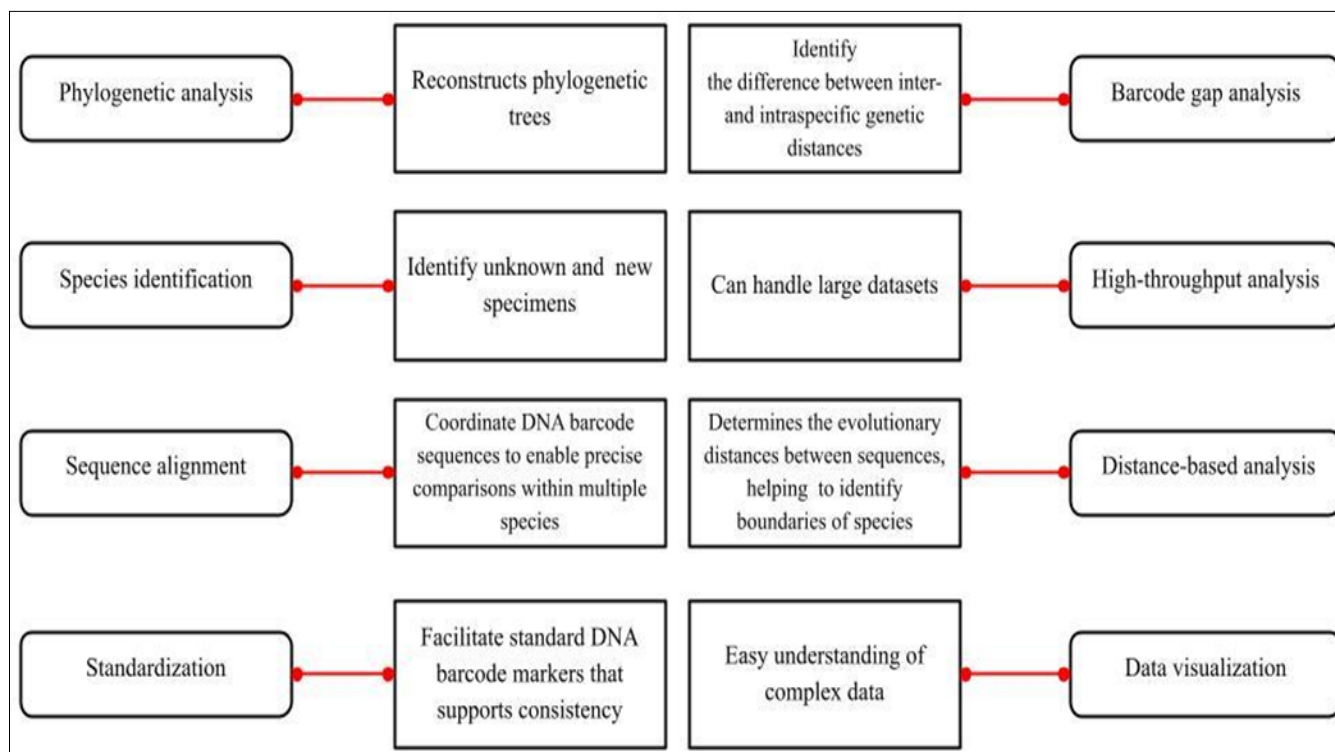 Phylogenetic analysis
Reconstructs phylogenetic
trees
Identify
the difference between inter-
and intraspecific genetic
distances
Barcode gap analysis
Species identification
Identify unknown and new
specimens
Can handle large datasets
High-throughput analysis
Sequence alignment
Coordinate DNA barcode
sequences to enable precise
comparisons within multiple
species
Determines the evolutionary
distances between sequences,
helping to identify
boundaries of species
Distance-based analysis
Standardization
Facilitate standard DNA
barcode markers that
supports consistency
Easy understanding of
complex data
Data visualization